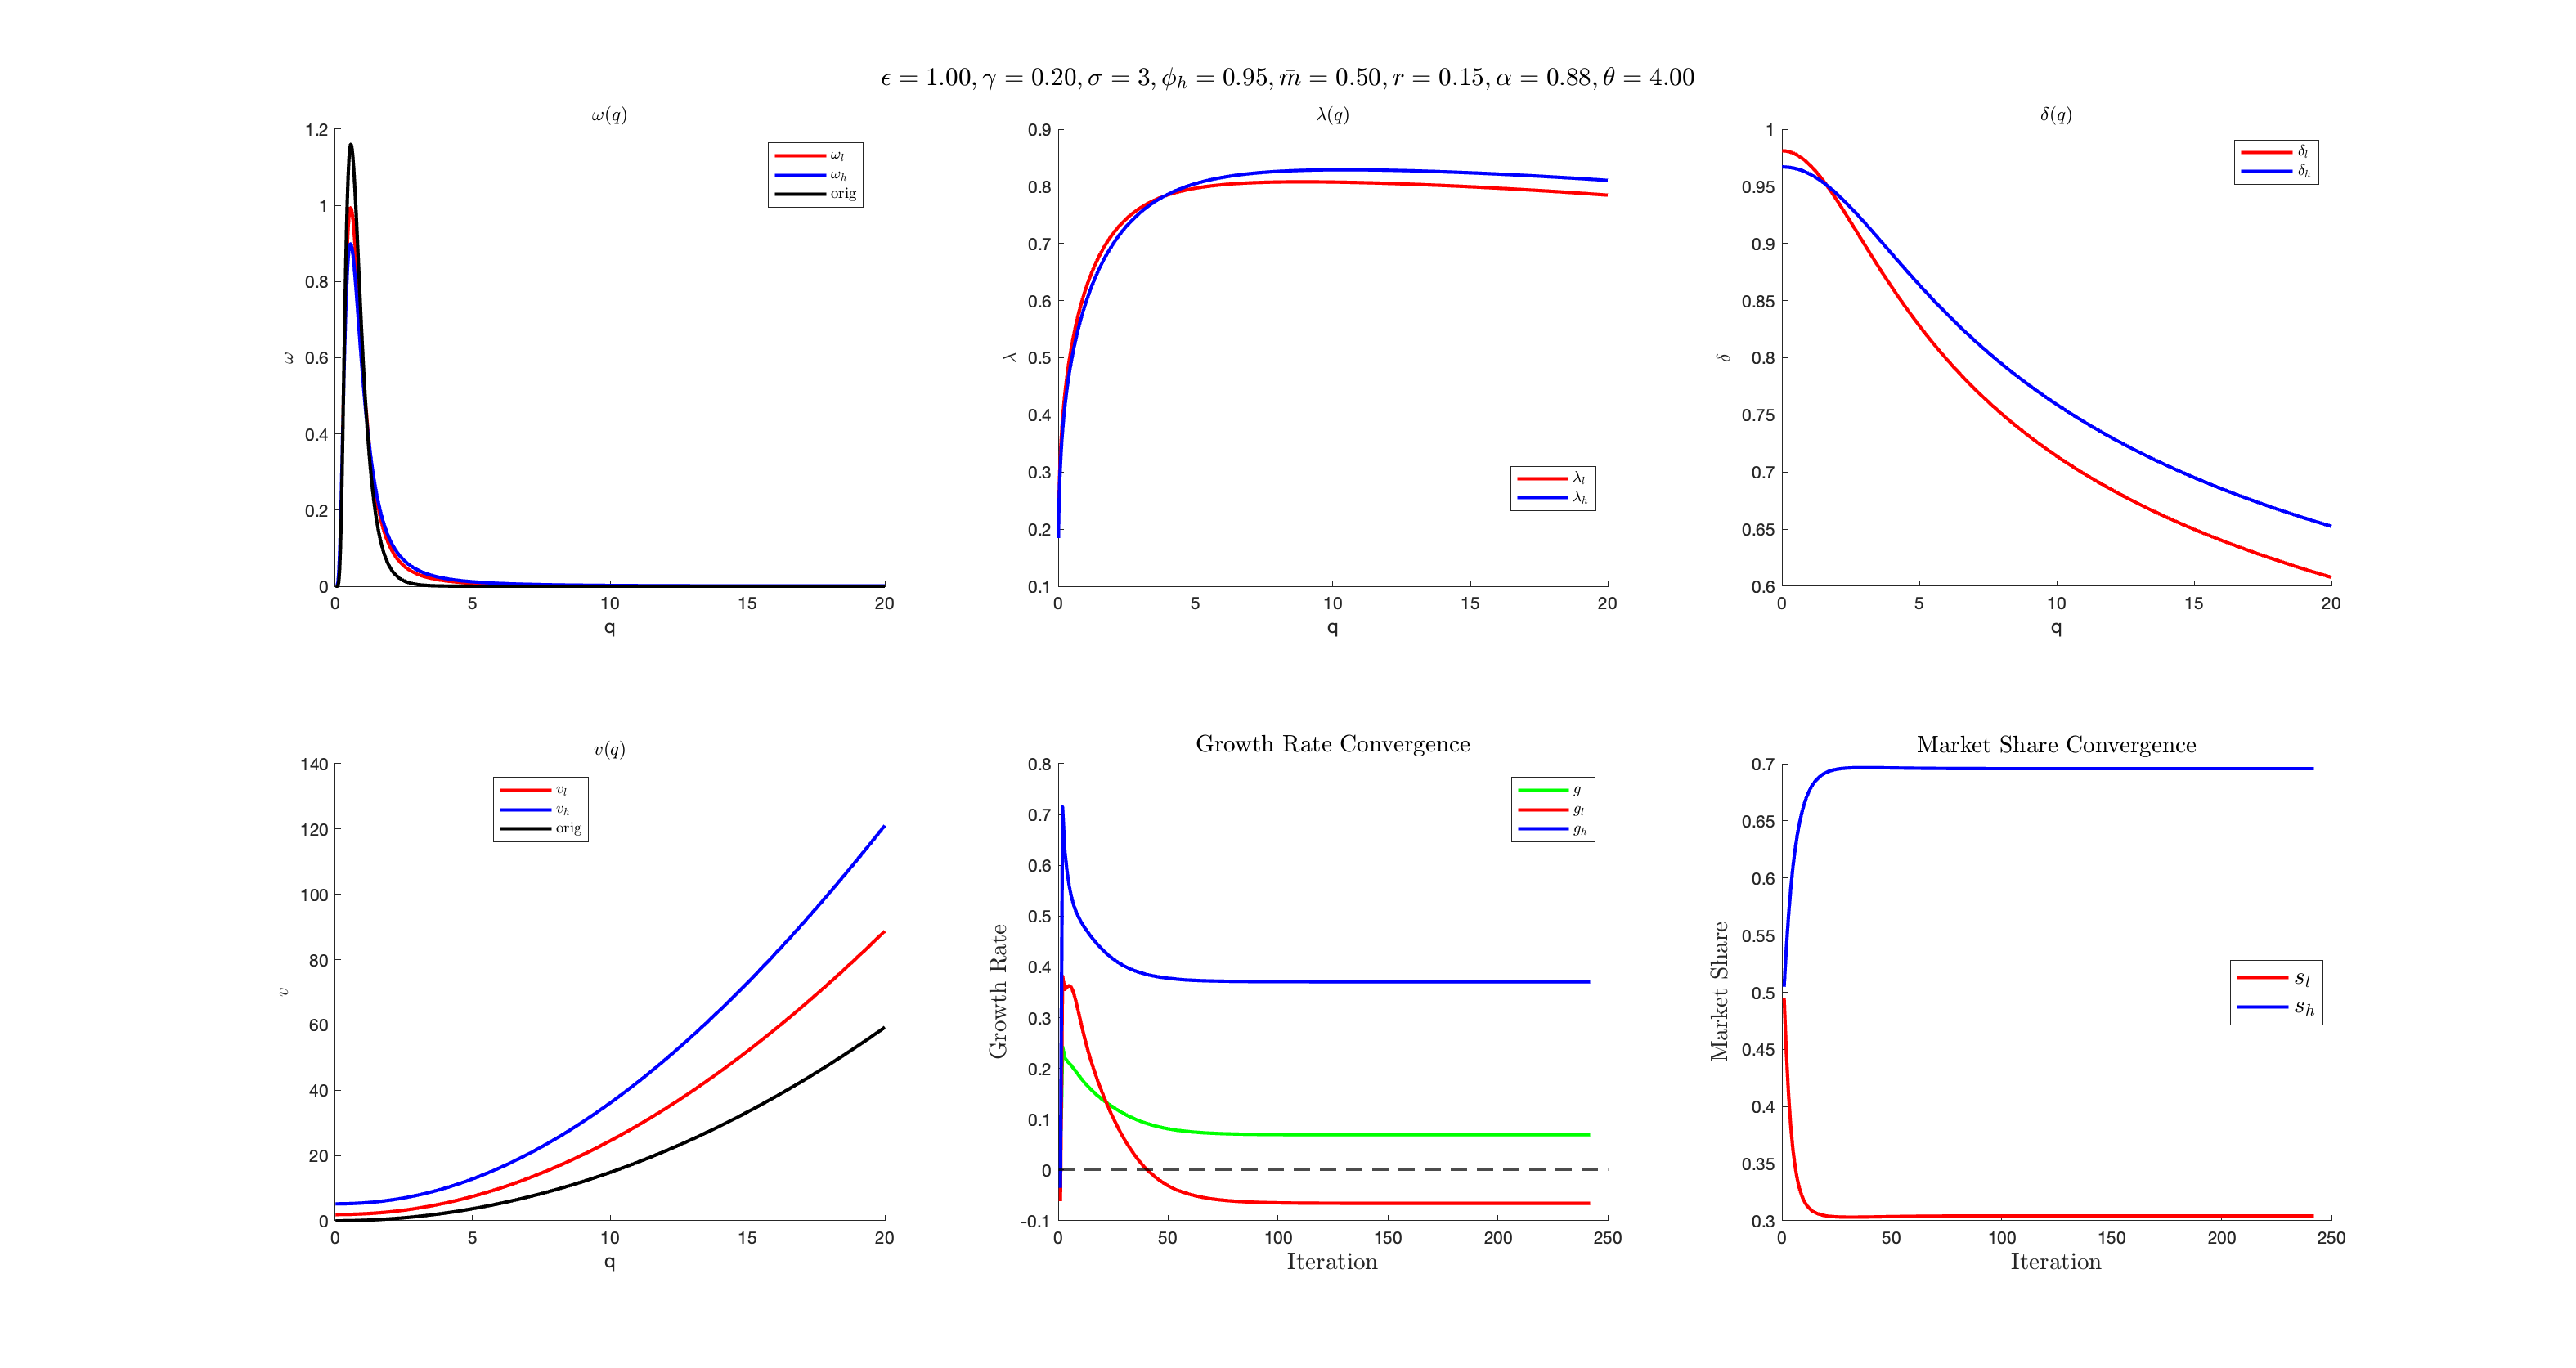 ϵ = 1.00, γ = 0.20, σ = 3, ϕ_h = 0.95, m̄ = 0.50, r = 0.15, α = 0.88, θ = 4.00
ω(q)
1.2
1
0.8
0.6
0.4
0.2
0
ω
ω_l
ω_h
orig
0 5 10 15 20
q
λ(q)
0.9
0.8
0.7
0.6
0.5
0.4
0.3
0.2
0.1
λ
λ_l
λ_h
0 5 10 15 20
q
δ(q)
1
0.95
0.9
0.85
0.8
0.75
0.7
0.65
0.6
δ
δ_l
δ_h
0 5 10 15 20
q
v(q)
140
120
100
80
60
40
20
0
v
v_l
v_h
orig
0 5 10 15 20
q
Growth Rate Convergence
0.8
0.7
0.6
0.5
0.4
0.3
0.2
0.1
0
-0.1
Growth Rate
g
g_l
g_h
0 50 100 150 200 250
Iteration
Market Share Convergence
0.7
0.65
0.6
0.55
0.5
0.45
0.4
0.35
0.3
Market Share
s_l
s_h
0 50 100 150 200 250
Iteration